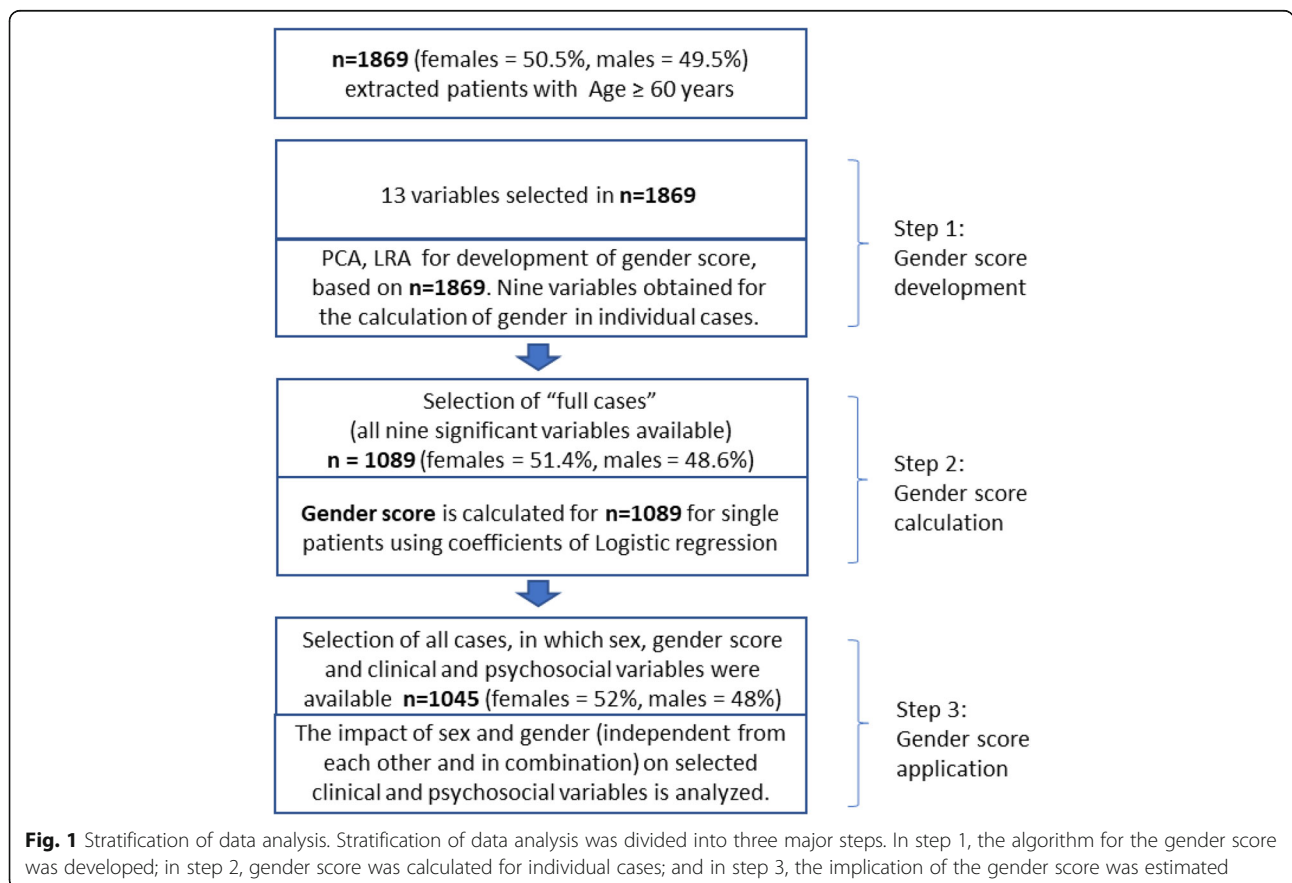 n=1869 (females = 50.5%, males = 49.5%)
extracted patients with Age ≥ 60 years
13 variables selected in n=1869
PCA, LRA for development of gender score,
based on n=1869. Nine variables obtained for
the calculation of gender in individual cases.
Step 1:
Gender score
development
Selection of “full cases”
(all nine significant variables available)
n = 1089 (females = 51.4%, males = 48.6%)
Gender score is calculated for n=1089 for single
patients using coefficients of Logistic regression
Step 2:
Gender score
calculation
Selection of all cases, in which sex, gender score
and clinical and psychosocial variables were
available n=1045 (females = 52%, males = 48%)
The impact of sex and gender (independent from
each other and in combination) on selected
clinical and psychosocial variables is analyzed.
Step 3:
Gender score
application
Fig. 1 Stratification of data analysis. Stratification of data analysis was divided into three major steps. In step 1, the algorithm for the gender score
was developed; in step 2, gender score was calculated for individual cases; and in step 3, the implication of the gender score was estimated